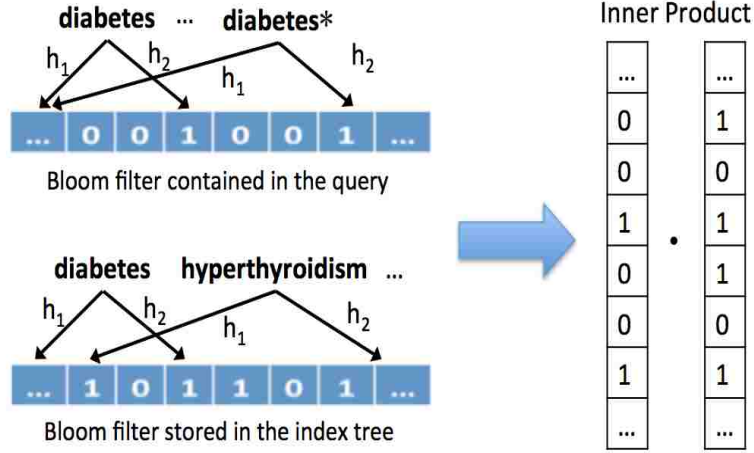 diabetes ... diabetes*
h1 h2 h1 h2
... 0 0 1 0 0 1 ...
Bloom filter contained in the query
diabetes hyperthyroidism ...
h1 h2 h1 h2
... 1 0 1 1 0 1 ...
Bloom filter stored in the index tree
Inner Product
... ...
0 1
0 0
1 . 1
0 1
0 0
1 1
... ...